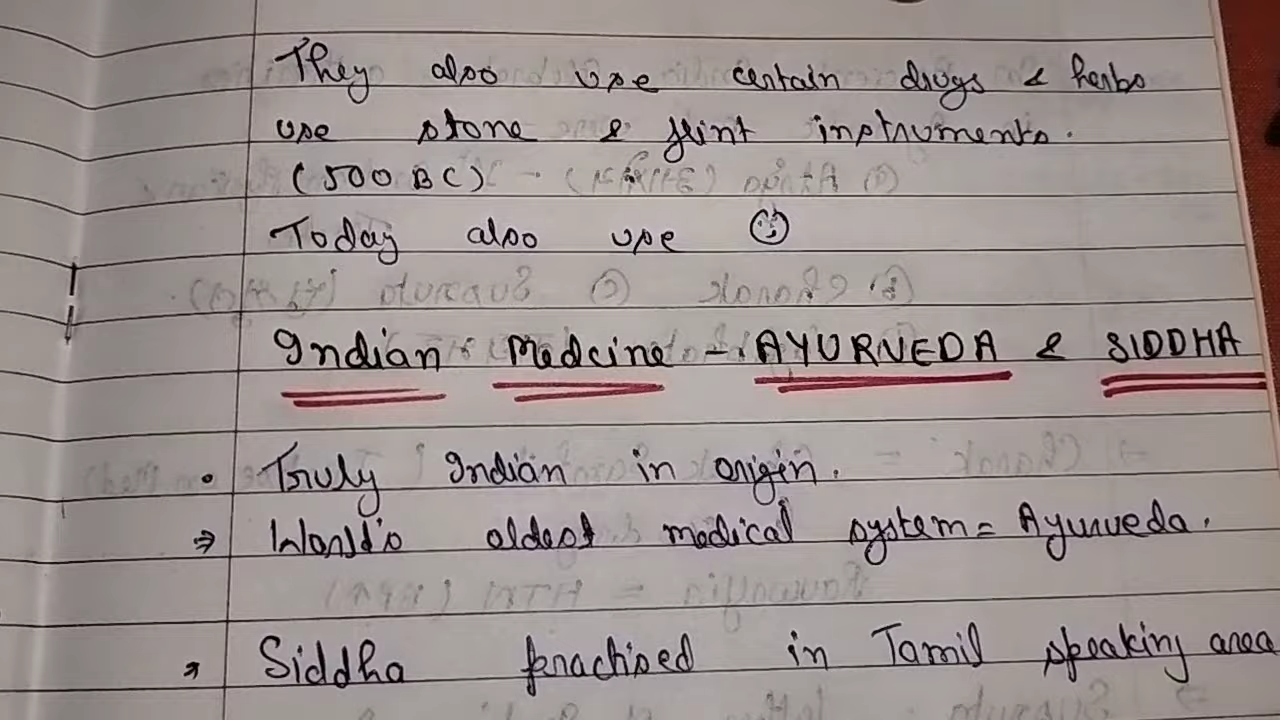 They also use certain drugs & herbs
use stone & flint instruments.
(500 BC)
Today also use
Indian Medcine - AYURVEDA & SIDDHA
• Truly Indian in origin.
⇒ World's oldest medical system = Ayurveda.
→ Siddha practised in Tamil speaking area